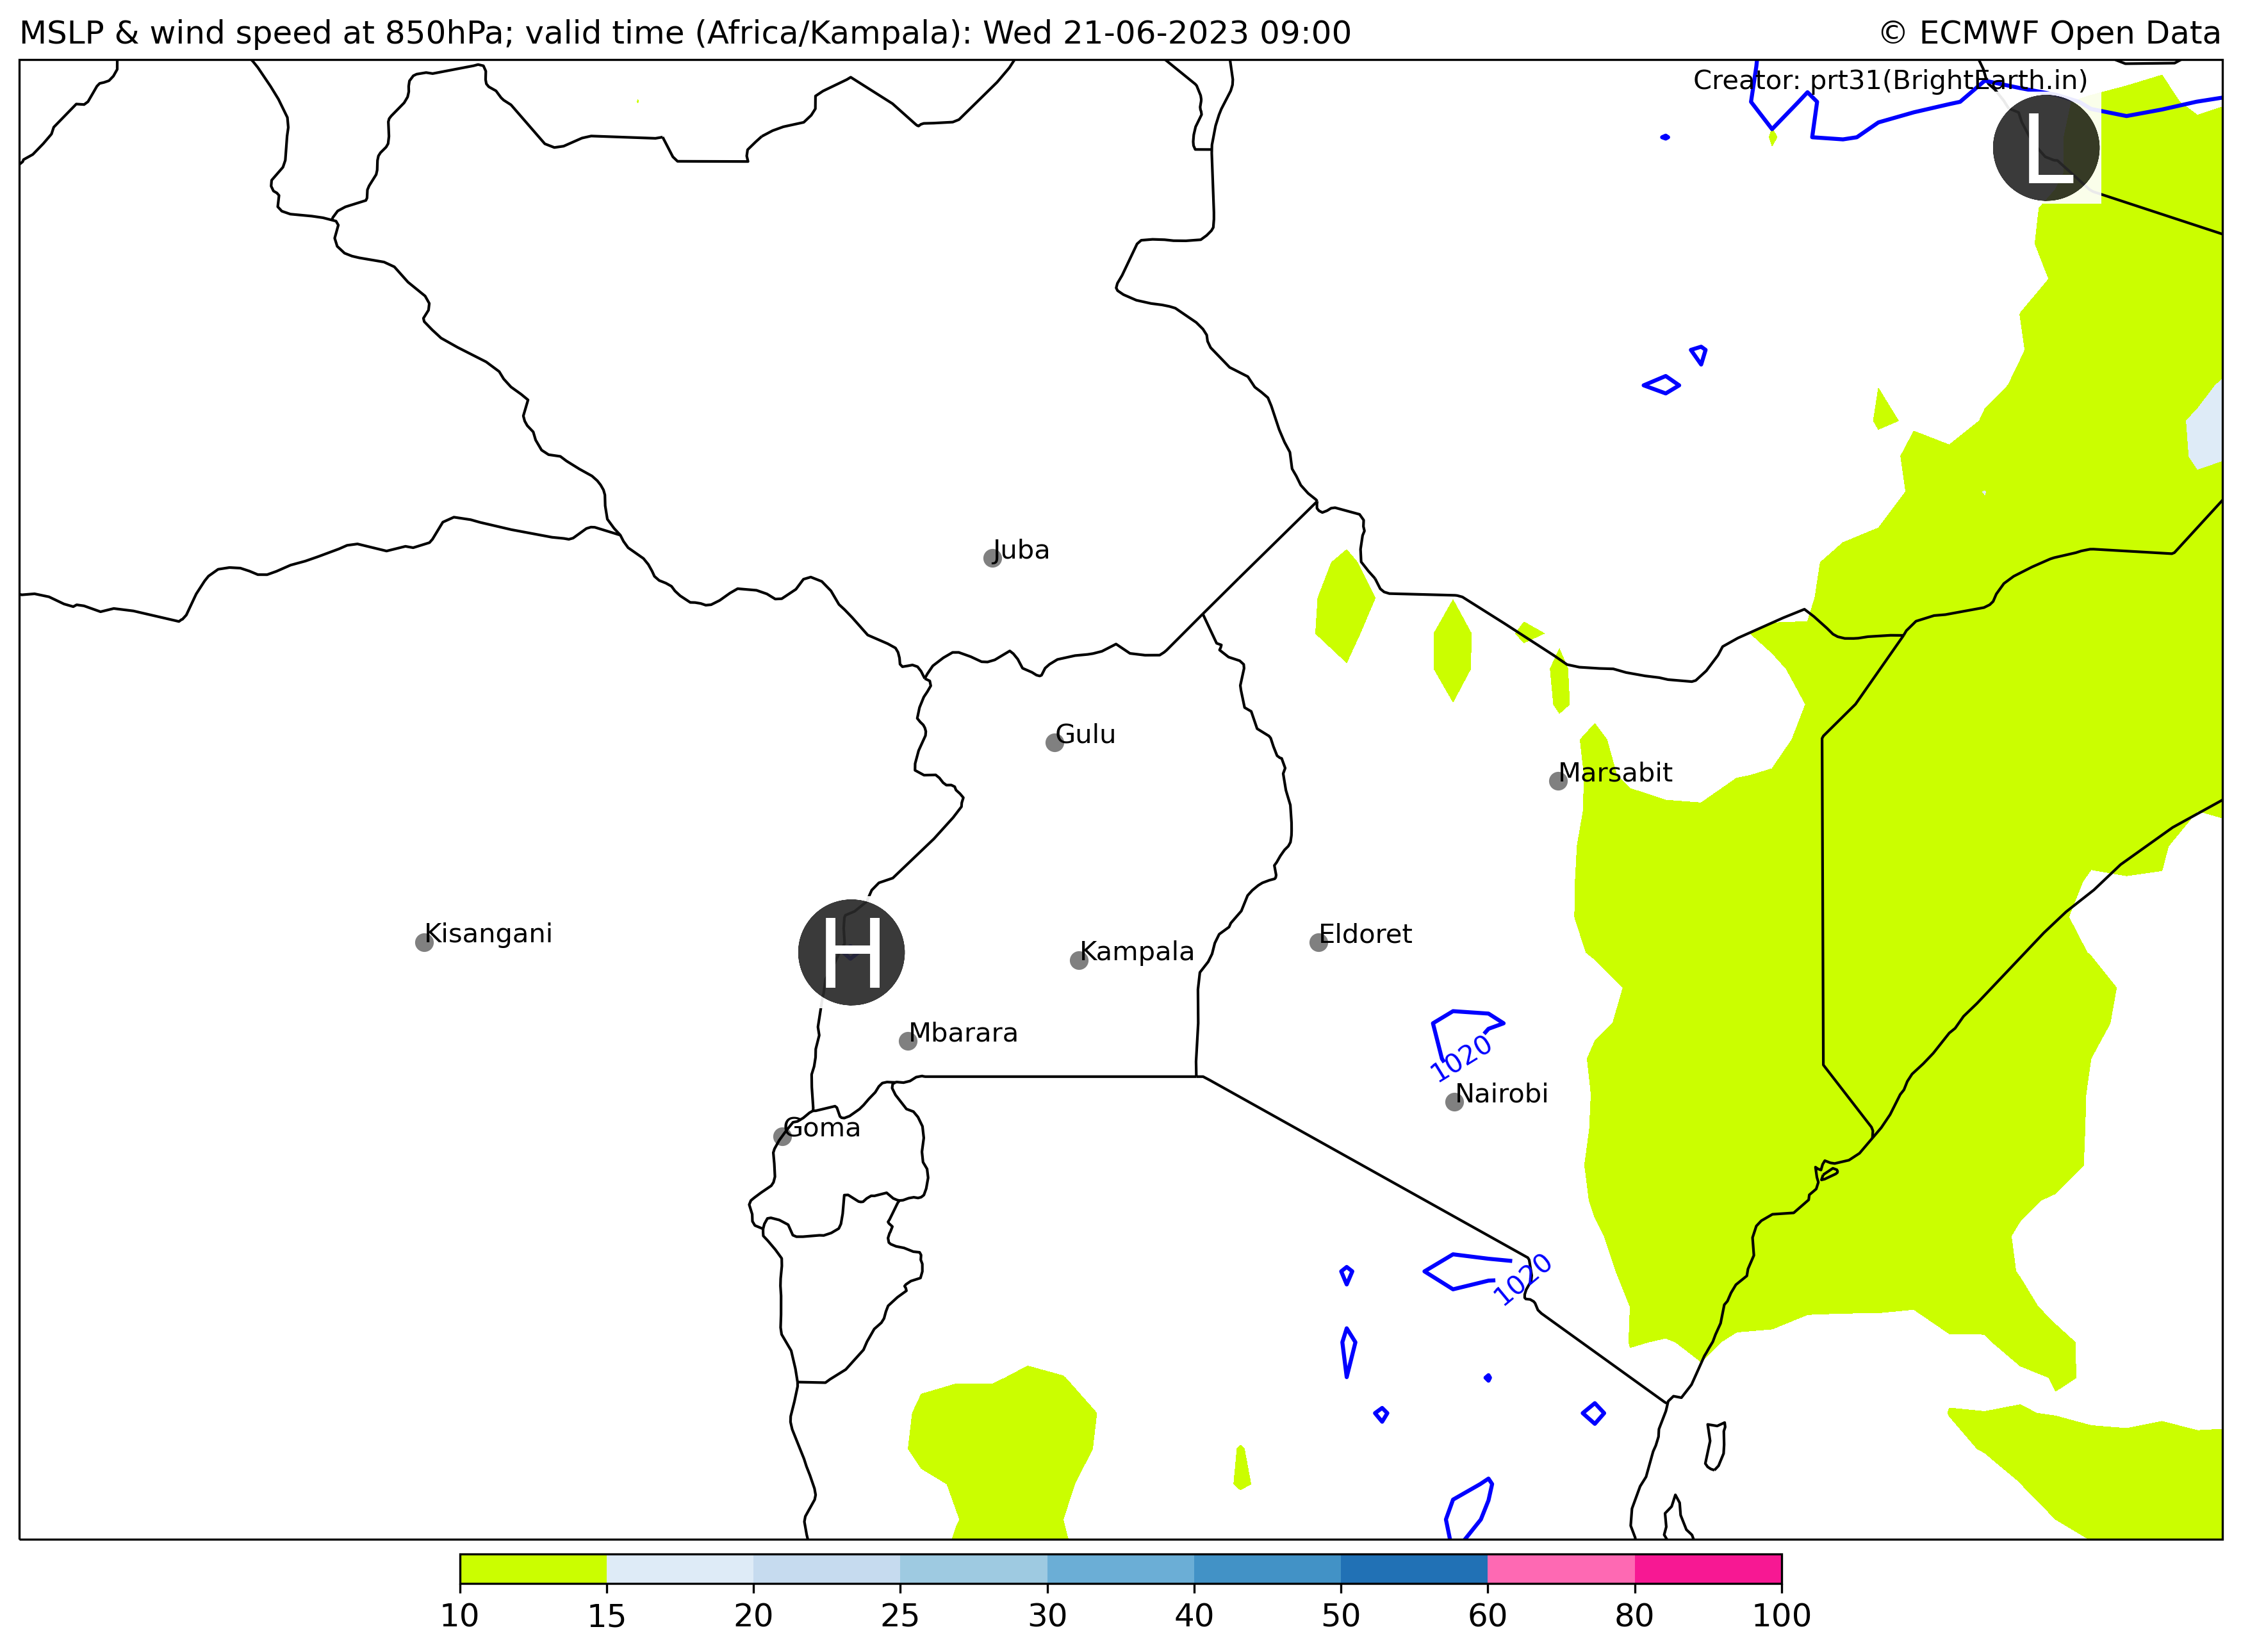 MSLP & wind speed at 850hPa; valid time (Africa/Kampala): Wed 21-06-2023 09:00
© ECMWF Open Data
Creator: prt31(BrightEarth.in)
L
Juba
Gulu
Marsabit
Kisangani
H
Kampala
Eldoret
Mbarara
1020
Nairobi
Goma
1020
10 15 20 25 30 40 50 60 80 100